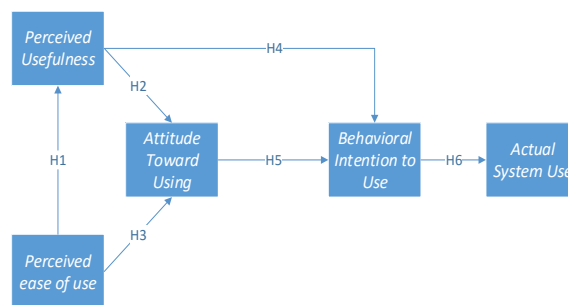 Perceived
Usefulness
H4
H2
Attitude
Toward
Using
Behavioral
Intention to
Use
Actual
System Use
H1
H5
H6
H3
Perceived
ease of use